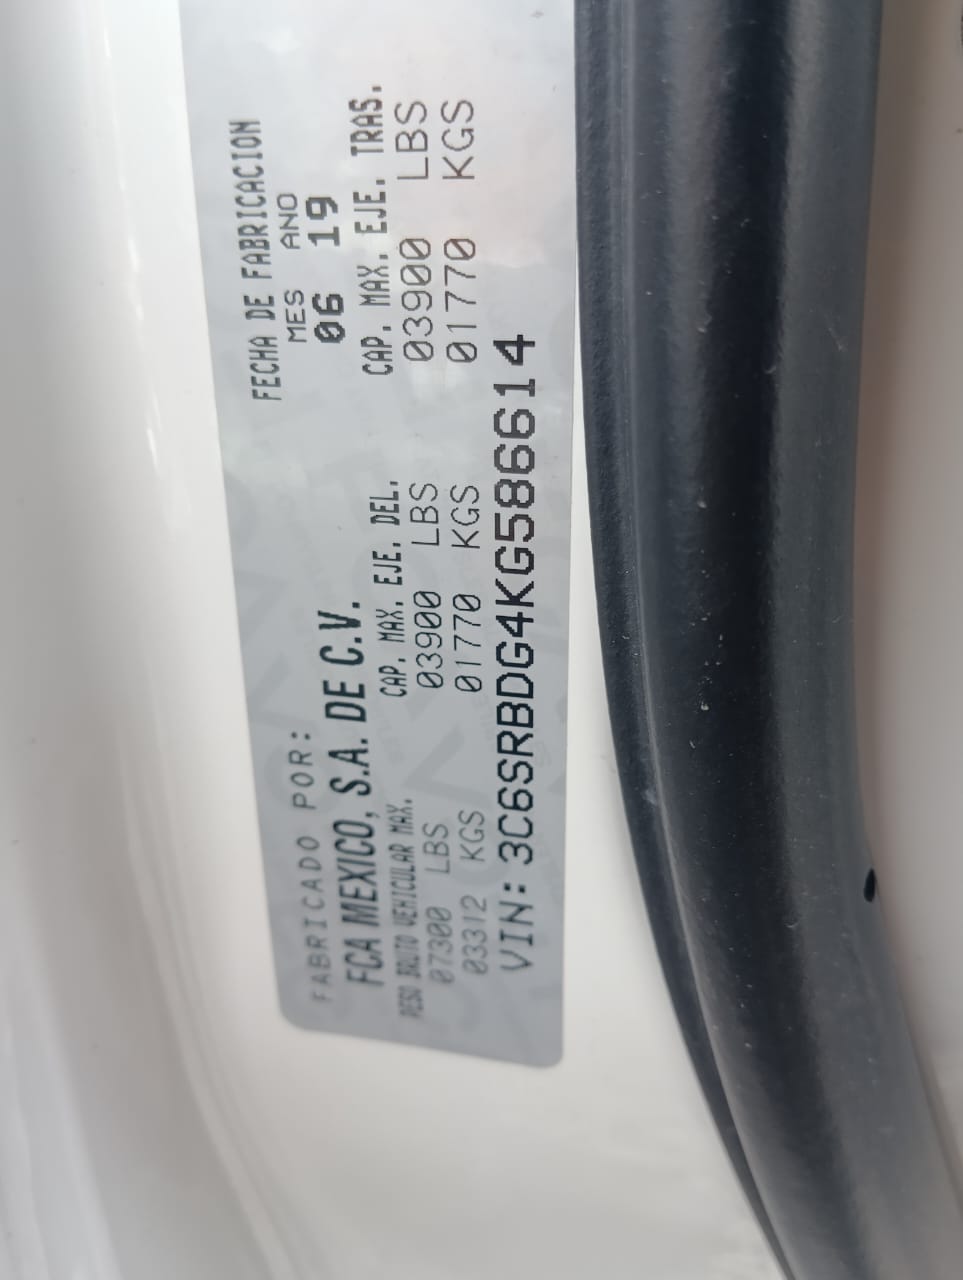 FABRICADO POR:
FECHA DE FABRICACION
FCA MEXICO, S.A. DE C.V.
MES ANO
06 19
PESO BRUTO VEHICULAR MAX.
07300 LBS
03312 KGS
CAP. MAX. EJE. DEL.
03900 LBS
01770 KGS
CAP. MAX. EJE. TRAS.
03900 LBS
01770 KGS
VIN: 3C6SRBDG4KG586614